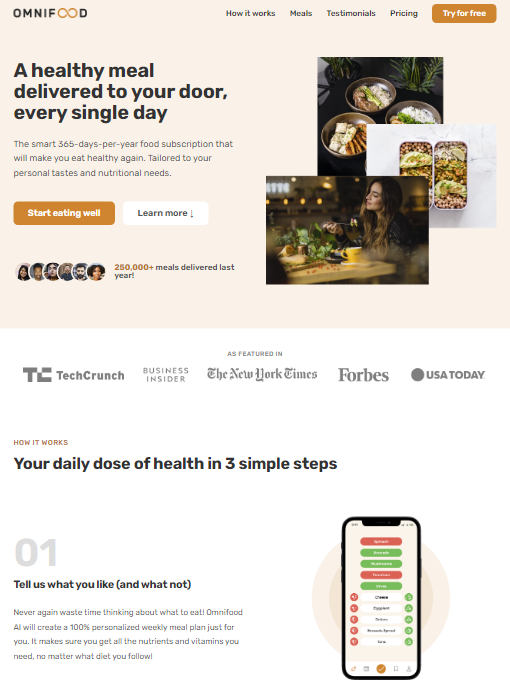 OMNIFOOD
How it works
Meals
Testimonials
Pricing
Try for free
A healthy meal
delivered to your door,
every single day
The smart 365-days-per-year food subscription that
will make you eat healthy again. Tailored to your
personal tastes and nutritional needs.
Start eating well
Learn more ↓
250,000+ meals delivered last
year!
AS FEATURED IN
TC TechCrunch
BUSINESS
INSIDER
The New York Times
Forbes
USA TODAY
HOW IT WORKS
Your daily dose of health in 3 simple steps
01
Tell us what you like (and what not)
Never again waste time thinking about what to eat! Omnifood
AI will create a 100% personalized weekly meal plan just for
you. It makes sure you get all the nutrients and vitamins you
need, no matter what diet you follow!
Avocado
Mushrooms
Cheese
Eggplant
Onion
Tuna